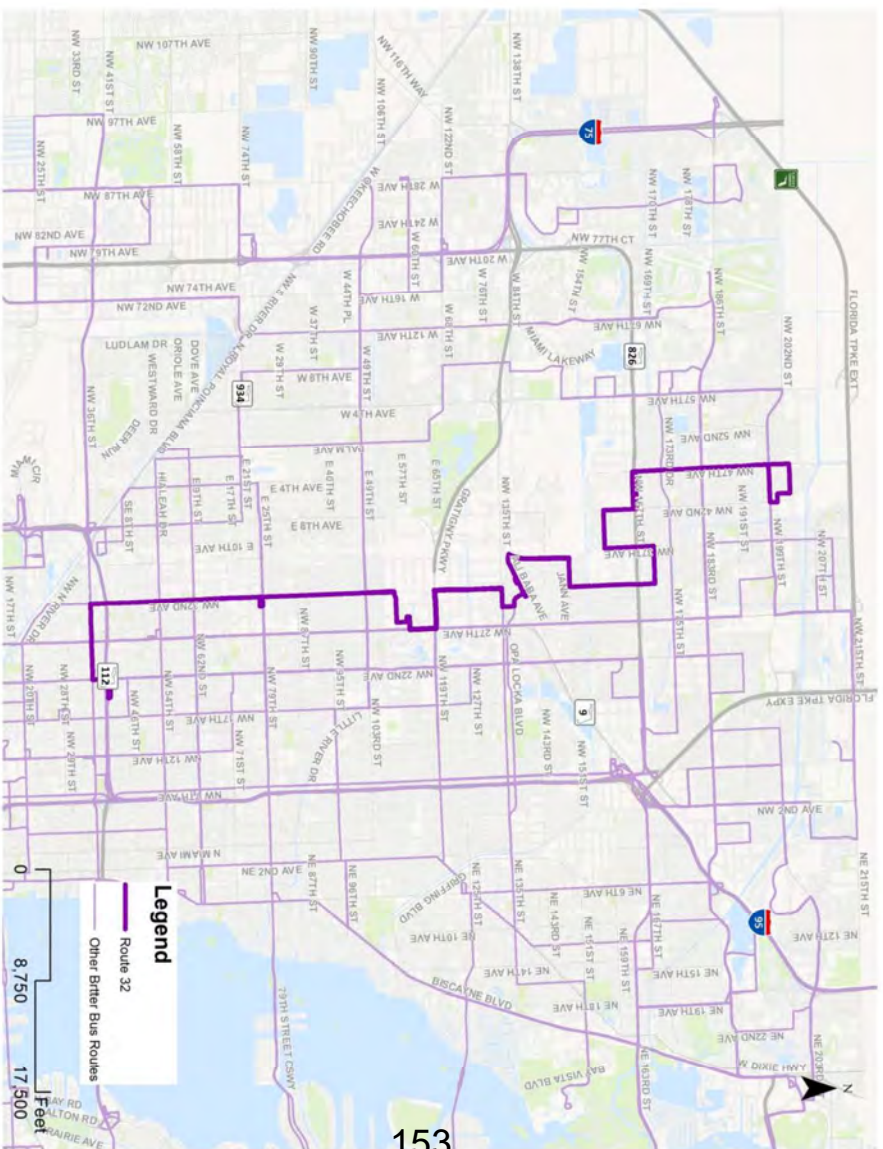 FLORIDA TPKE EXT
NW 202ND ST
NW 207TH ST
NW 215TH ST
FLORIDA TPKE EXPY
NE 215TH ST
NE 203RD
NW 186TH ST
NW 178TH ST
NW 170TH ST
NW 169TH ST
NW 191ST ST
NW 199TH ST
NW 183RD ST
NW 175TH ST
NW 173RD DR
NW 167TH ST
NW 57TH AVE
NW 52ND AVE
NW 47TH AVE
NW 42ND AVE
NW 37TH AVE
NW 67TH AVE
NW 77TH CT
NW 154TH ST
MIAMI LAKEWAY
826
75
95
9
NW 2ND AVE
NE 12TH AVE
NE 15TH AVE
NE 19TH AVE
NE 22ND AVE
W DIXIE HWY
N
NE 167TH ST
NE 163RD ST
NE 159TH ST
NE 151ST ST
NE 143RD ST
NE 135TH ST
NE 125TH ST
NE 6TH AVE
NE 10TH AVE
NE 14TH AVE
NE 18TH AVE
BAY VISTA BLVD
BISCAYNE BLVD
GRIFFING BLVD
NW 151ST ST
NW 143RD ST
OPA LOCKA BLVD
NW 135TH ST
ALI BABA AVE
JANN AVE
NW 127TH ST
NW 119TH ST
NW 138TH ST
NW 122ND ST
NW 116TH WAY
NW 106TH ST
NW 90TH ST
W 84TH ST
W 76TH ST
W 68TH ST
W 60TH ST
W 28TH AVE
W 24TH AVE
W 20TH AVE
W 16TH AVE
W 12TH AVE
W 8TH AVE
W 4TH AVE
PALM AVE
W OKEECHOBEE RD
W 49TH ST
W 44TH PL
W 37TH ST
W 29TH ST
GRATIGNY PKWY
E 65TH ST
E 57TH ST
E 49TH ST
E 40TH ST
E 4TH AVE
E 8TH AVE
E 10TH AVE
E 25TH ST
E 21ST ST
E 17TH ST
E 9TH ST
HIALEAH DR
SE 8TH ST
934
NW S RIVER DR
N ROYAL POINCIANA BLVD
NW 107TH AVE
NW 97TH AVE
NW 87TH AVE
NW 82ND AVE
NW 79TH AVE
NW 74TH AVE
NW 72ND AVE
NW 74TH ST
NW 58TH ST
NW 41ST ST
NW 33RD ST
NW 25TH ST
LUDLAM DR
DOVE AVE
ORIOLE AVE
WESTWARD DR
DEER RUN
NW 36TH ST
NW N RIVER DR
NW 17TH ST
NW 20TH ST
NW 28TH ST
NW 29TH ST
112
NW 46TH ST
NW 54TH ST
NW 62ND ST
NW 71ST ST
NW 79TH ST
NW 87TH ST
NW 95TH ST
NW 103RD ST
LITTLE RIVER DR
NW 32ND AVE
NW 27TH AVE
NW 22ND AVE
NW 17TH AVE
NW 12TH AVE
N MIAMI AVE
NE 2ND AVE
NE 87TH ST
NE 96TH ST
79TH STREET CSWY
Legend
Route 32
Other Brtter Bus Routes
0
8,750
17,500
Feet
BAY RD
ALTON RD
PRAIRIE AVE
153